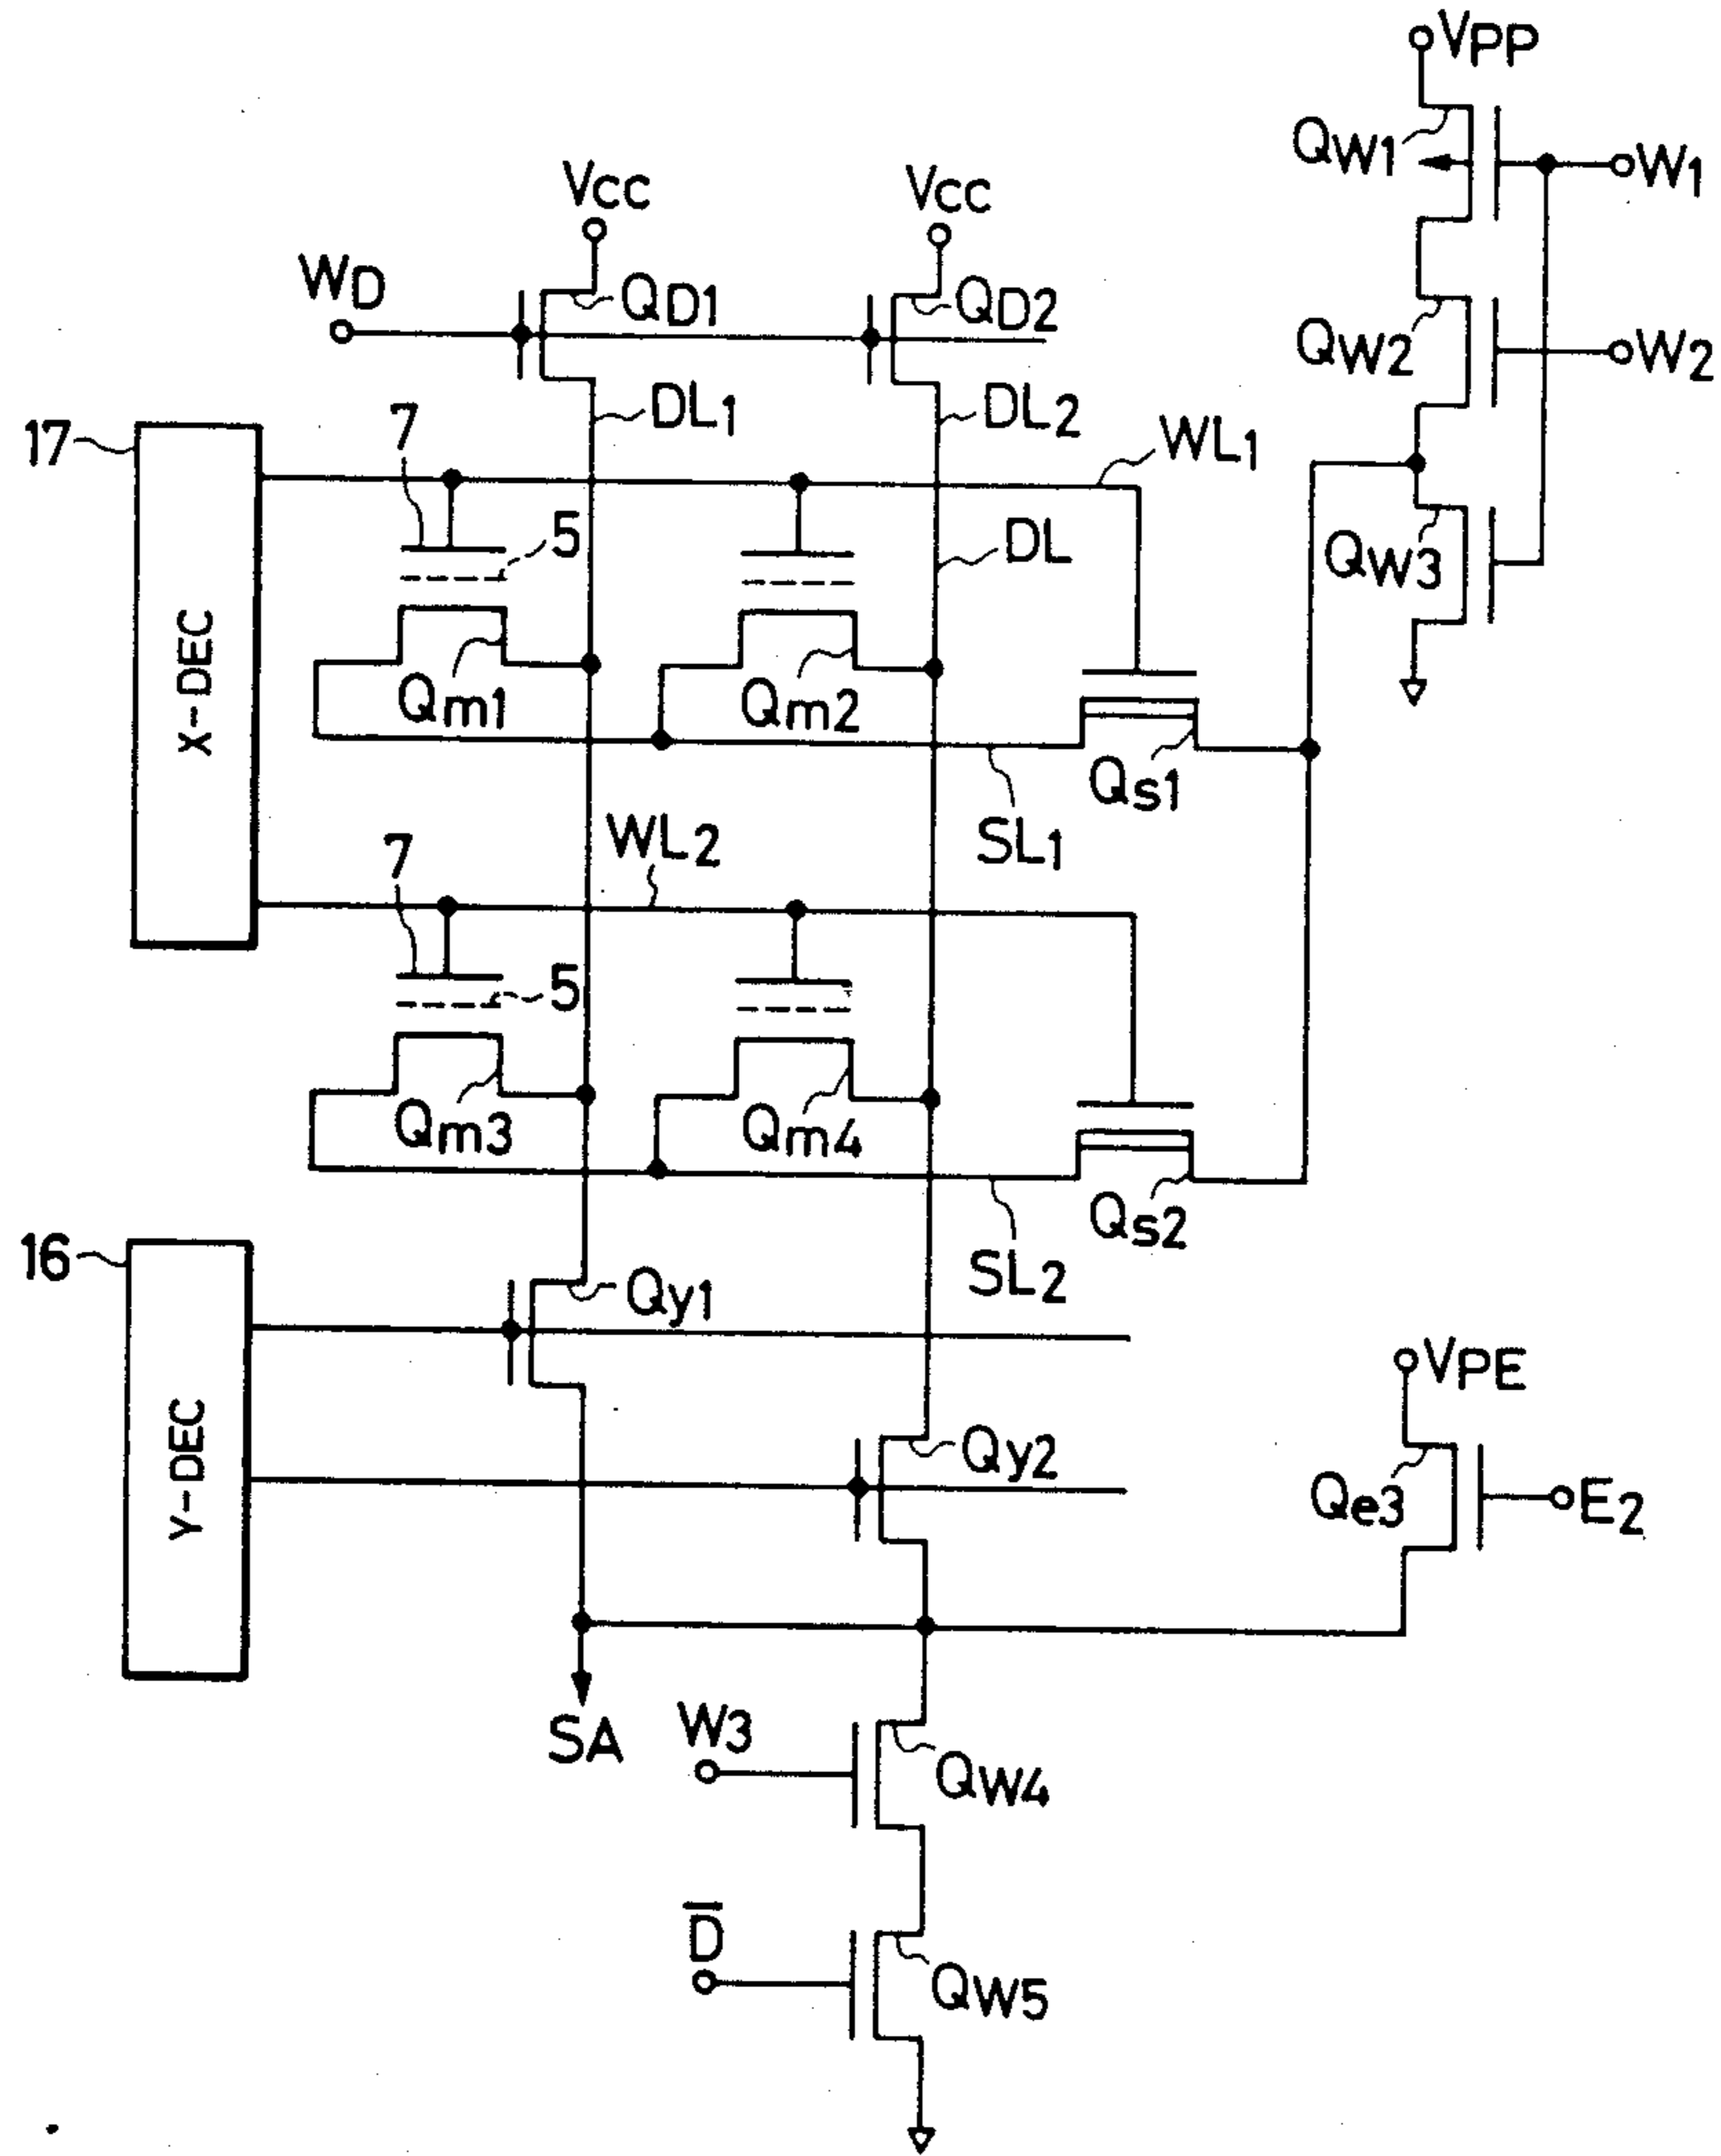 VPP
QW1
W1
VCC
VCC
WD
QD1
QD2
QW2
W2
DL1
DL2
WL1
17
7
5
DL
QW3
X-DEC
Qm1
Qm2
Qs1
SL1
7
WL2
5
Qm3
Qm4
Qs2
SL2
16
Qy1
VPE
Y-DEC
Qy2
Qe3
E2
SA
W3
QW4
D̅
QW5